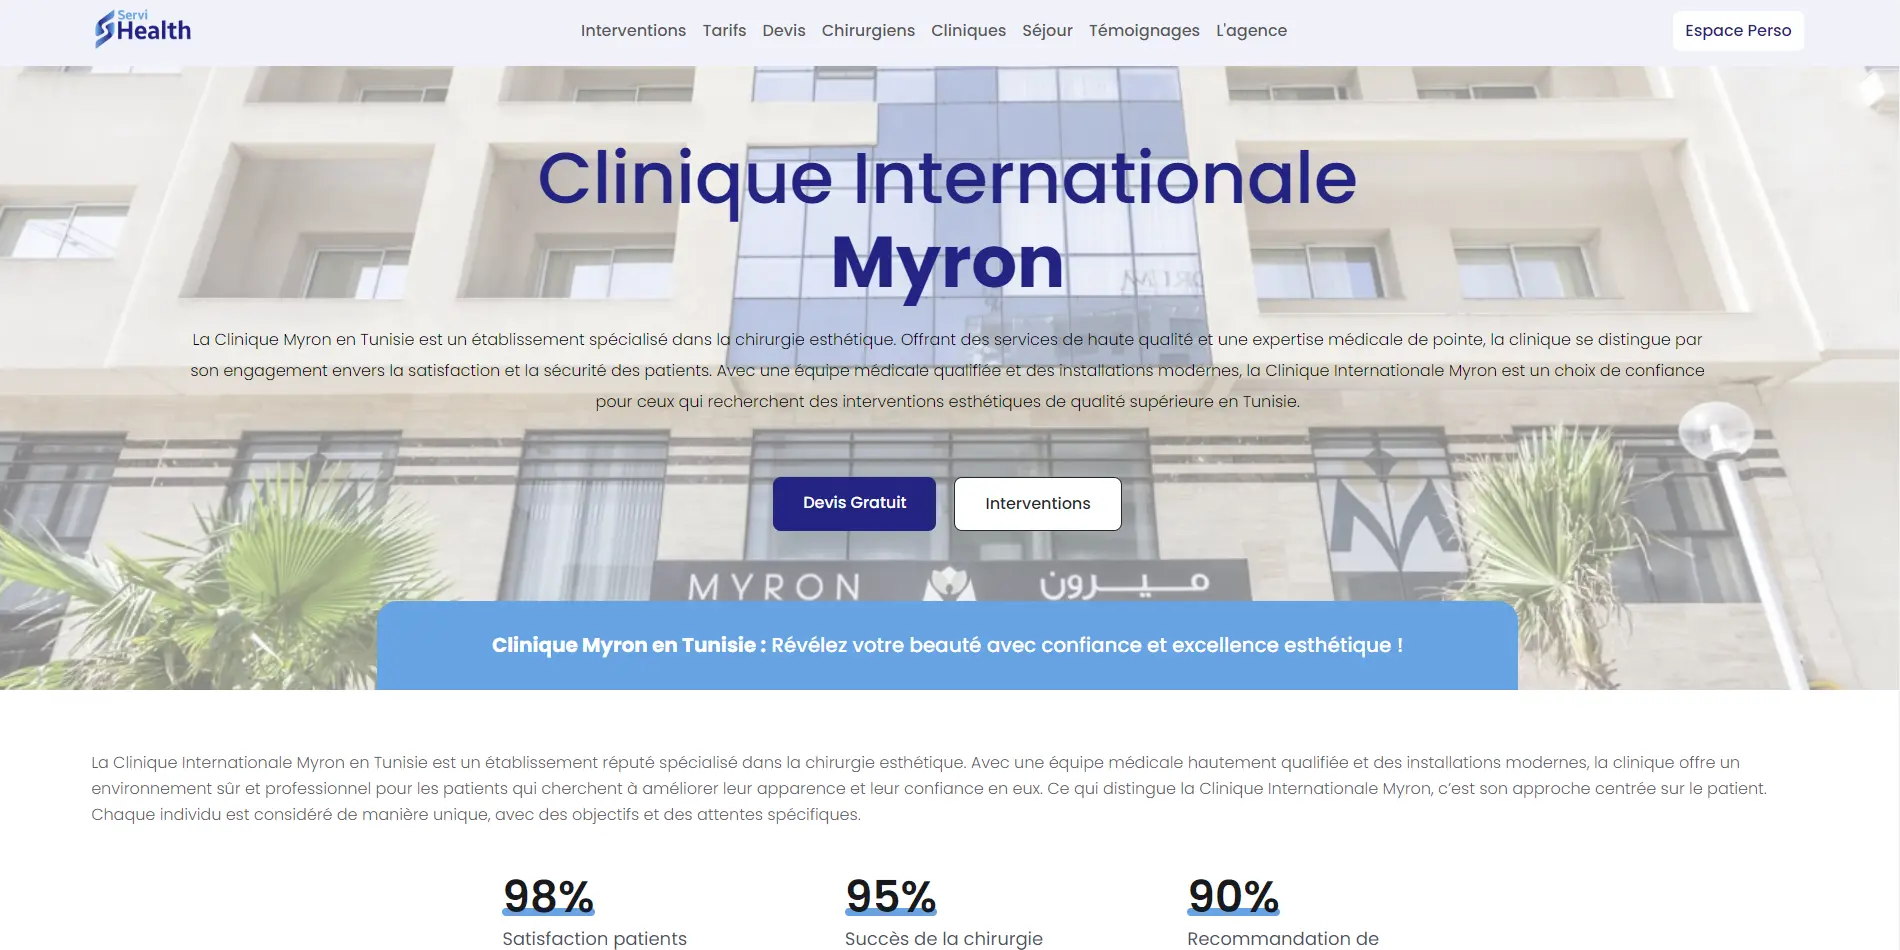 Servi
Health
Interventions Tarifs Devis Chirurgiens Cliniques Séjour Témoignages L'agence
Espace Perso
Clinique Internationale
Myron
La Clinique Myron en Tunisie est un établissement spécialisé dans la chirurgie esthétique. Offrant des services de haute qualité et une expertise médicale de pointe, la clinique se distingue par
son engagement envers la satisfaction et la sécurité des patients. Avec une équipe médicale qualifiée et des installations modernes, la Clinique Internationale Myron est un choix de confiance
pour ceux qui recherchent des interventions esthétiques de qualité supérieure en Tunisie.
Devis Gratuit
Interventions
MYRON ميرون
Clinique Myron en Tunisie : Révélez votre beauté avec confiance et excellence esthétique !
La Clinique Internationale Myron en Tunisie est un établissement réputé spécialisé dans la chirurgie esthétique. Avec une équipe médicale hautement qualifiée et des installations modernes, la clinique offre un
environnement sûr et professionnel pour les patients qui cherchent à améliorer leur apparence et leur confiance en eux. Ce qui distingue la Clinique Internationale Myron, c’est son approche centrée sur le patient.
Chaque individu est considéré de manière unique, avec des objectifs et des attentes spécifiques.
98%
Satisfaction patients
95%
Succès de la chirurgie
90%
Recommandation de